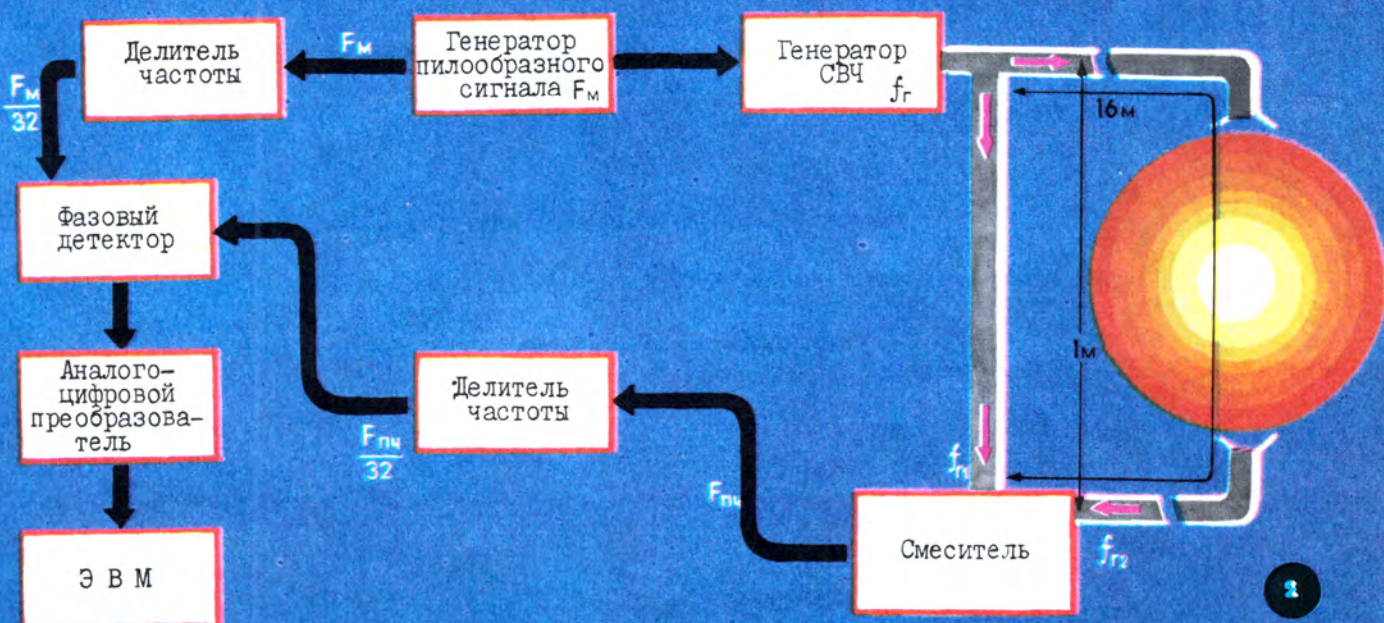 Делитель
частоты
Fм
Генератор
пилообразного
сигнала Fм
Генератор
СВЧ
fг
Fм
32
16м
Фазовый
детектор
1м
Аналого-
цифровой
преобразова-
тель
Делитель
частоты
Fпч
32
Fпч
fг1
Смеситель
fг2
Э В М
2